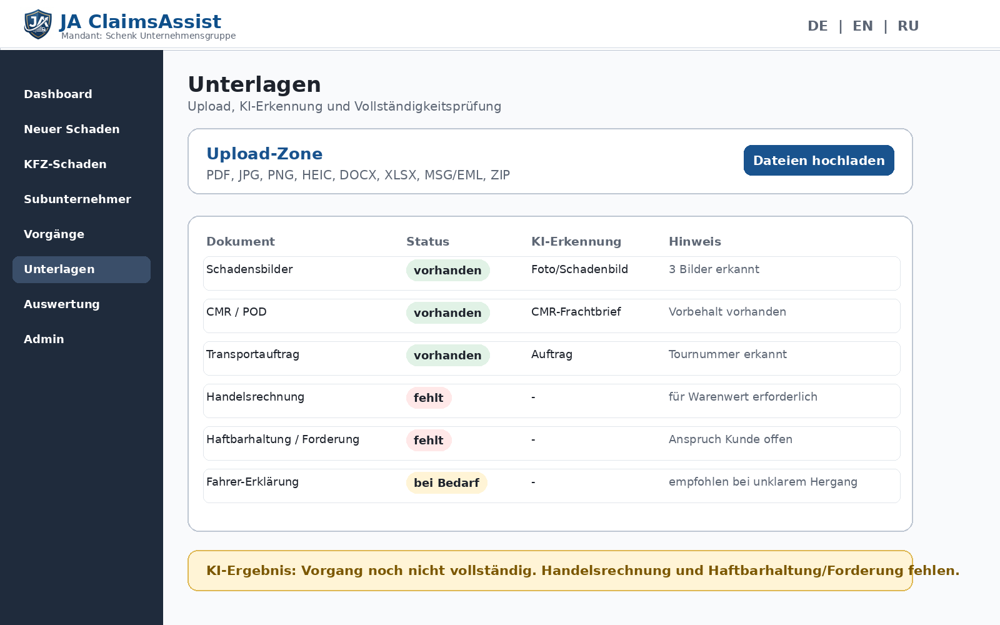 JA
JA ClaimsAssist
Mandant: Schenk Unternehmensgruppe
DE | EN | RU
Dashboard
Neuer Schaden
KFZ-Schaden
Subunternehmer
Vorgänge
Unterlagen
Auswertung
Admin
Unterlagen
Upload, KI-Erkennung und Vollständigkeitsprüfung
Upload-Zone
PDF, JPG, PNG, HEIC, DOCX, XLSX, MSG/EML, ZIP
Dateien hochladen
Dokument Status KI-Erkennung Hinweis
Schadensbilder vorhanden Foto/Schadenbild 3 Bilder erkannt
CMR / POD vorhanden CMR-Frachtbrief Vorbehalt vorhanden
Transportauftrag vorhanden Auftrag Tournummer erkannt
Handelsrechnung fehlt - für Warenwert erforderlich
Haftbarhaltung / Forderung fehlt - Anspruch Kunde offen
Fahrer-Erklärung bei Bedarf - empfohlen bei unklarem Hergang
KI-Ergebnis: Vorgang noch nicht vollständig. Handelsrechnung und Haftbarhaltung/Forderung fehlen.